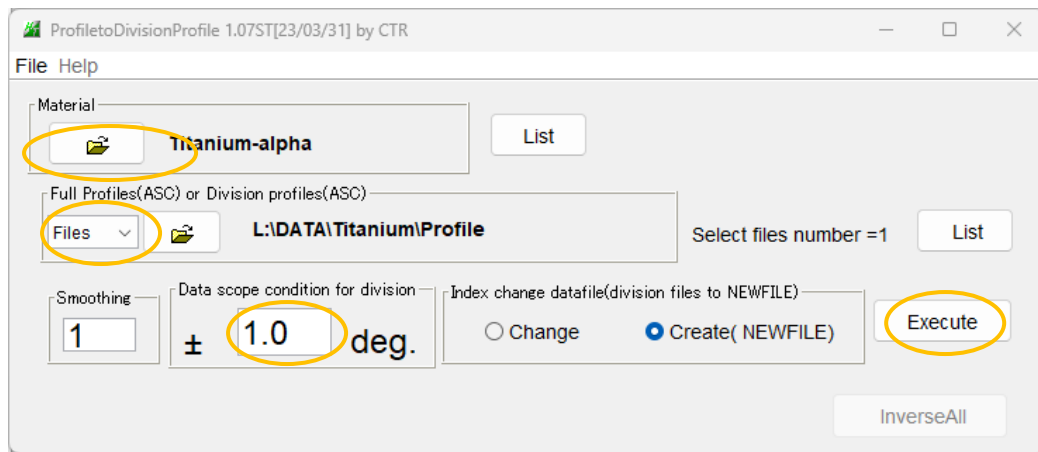 ProfiletoDivisionProfile 1.07ST[23/03/31] by CTR
File Help
Material
Titanium-alpha
List
Full Profiles(ASC) or Division profiles(ASC)
Files
L:\DATA\Titanium\Profile
Select files number =1
List
Smoothing
1
Data scope condition for division
± 1.0 deg.
Index change datafile(division files to NEWFILE)
Change
Create( NEWFILE)
Execute
InverseAll